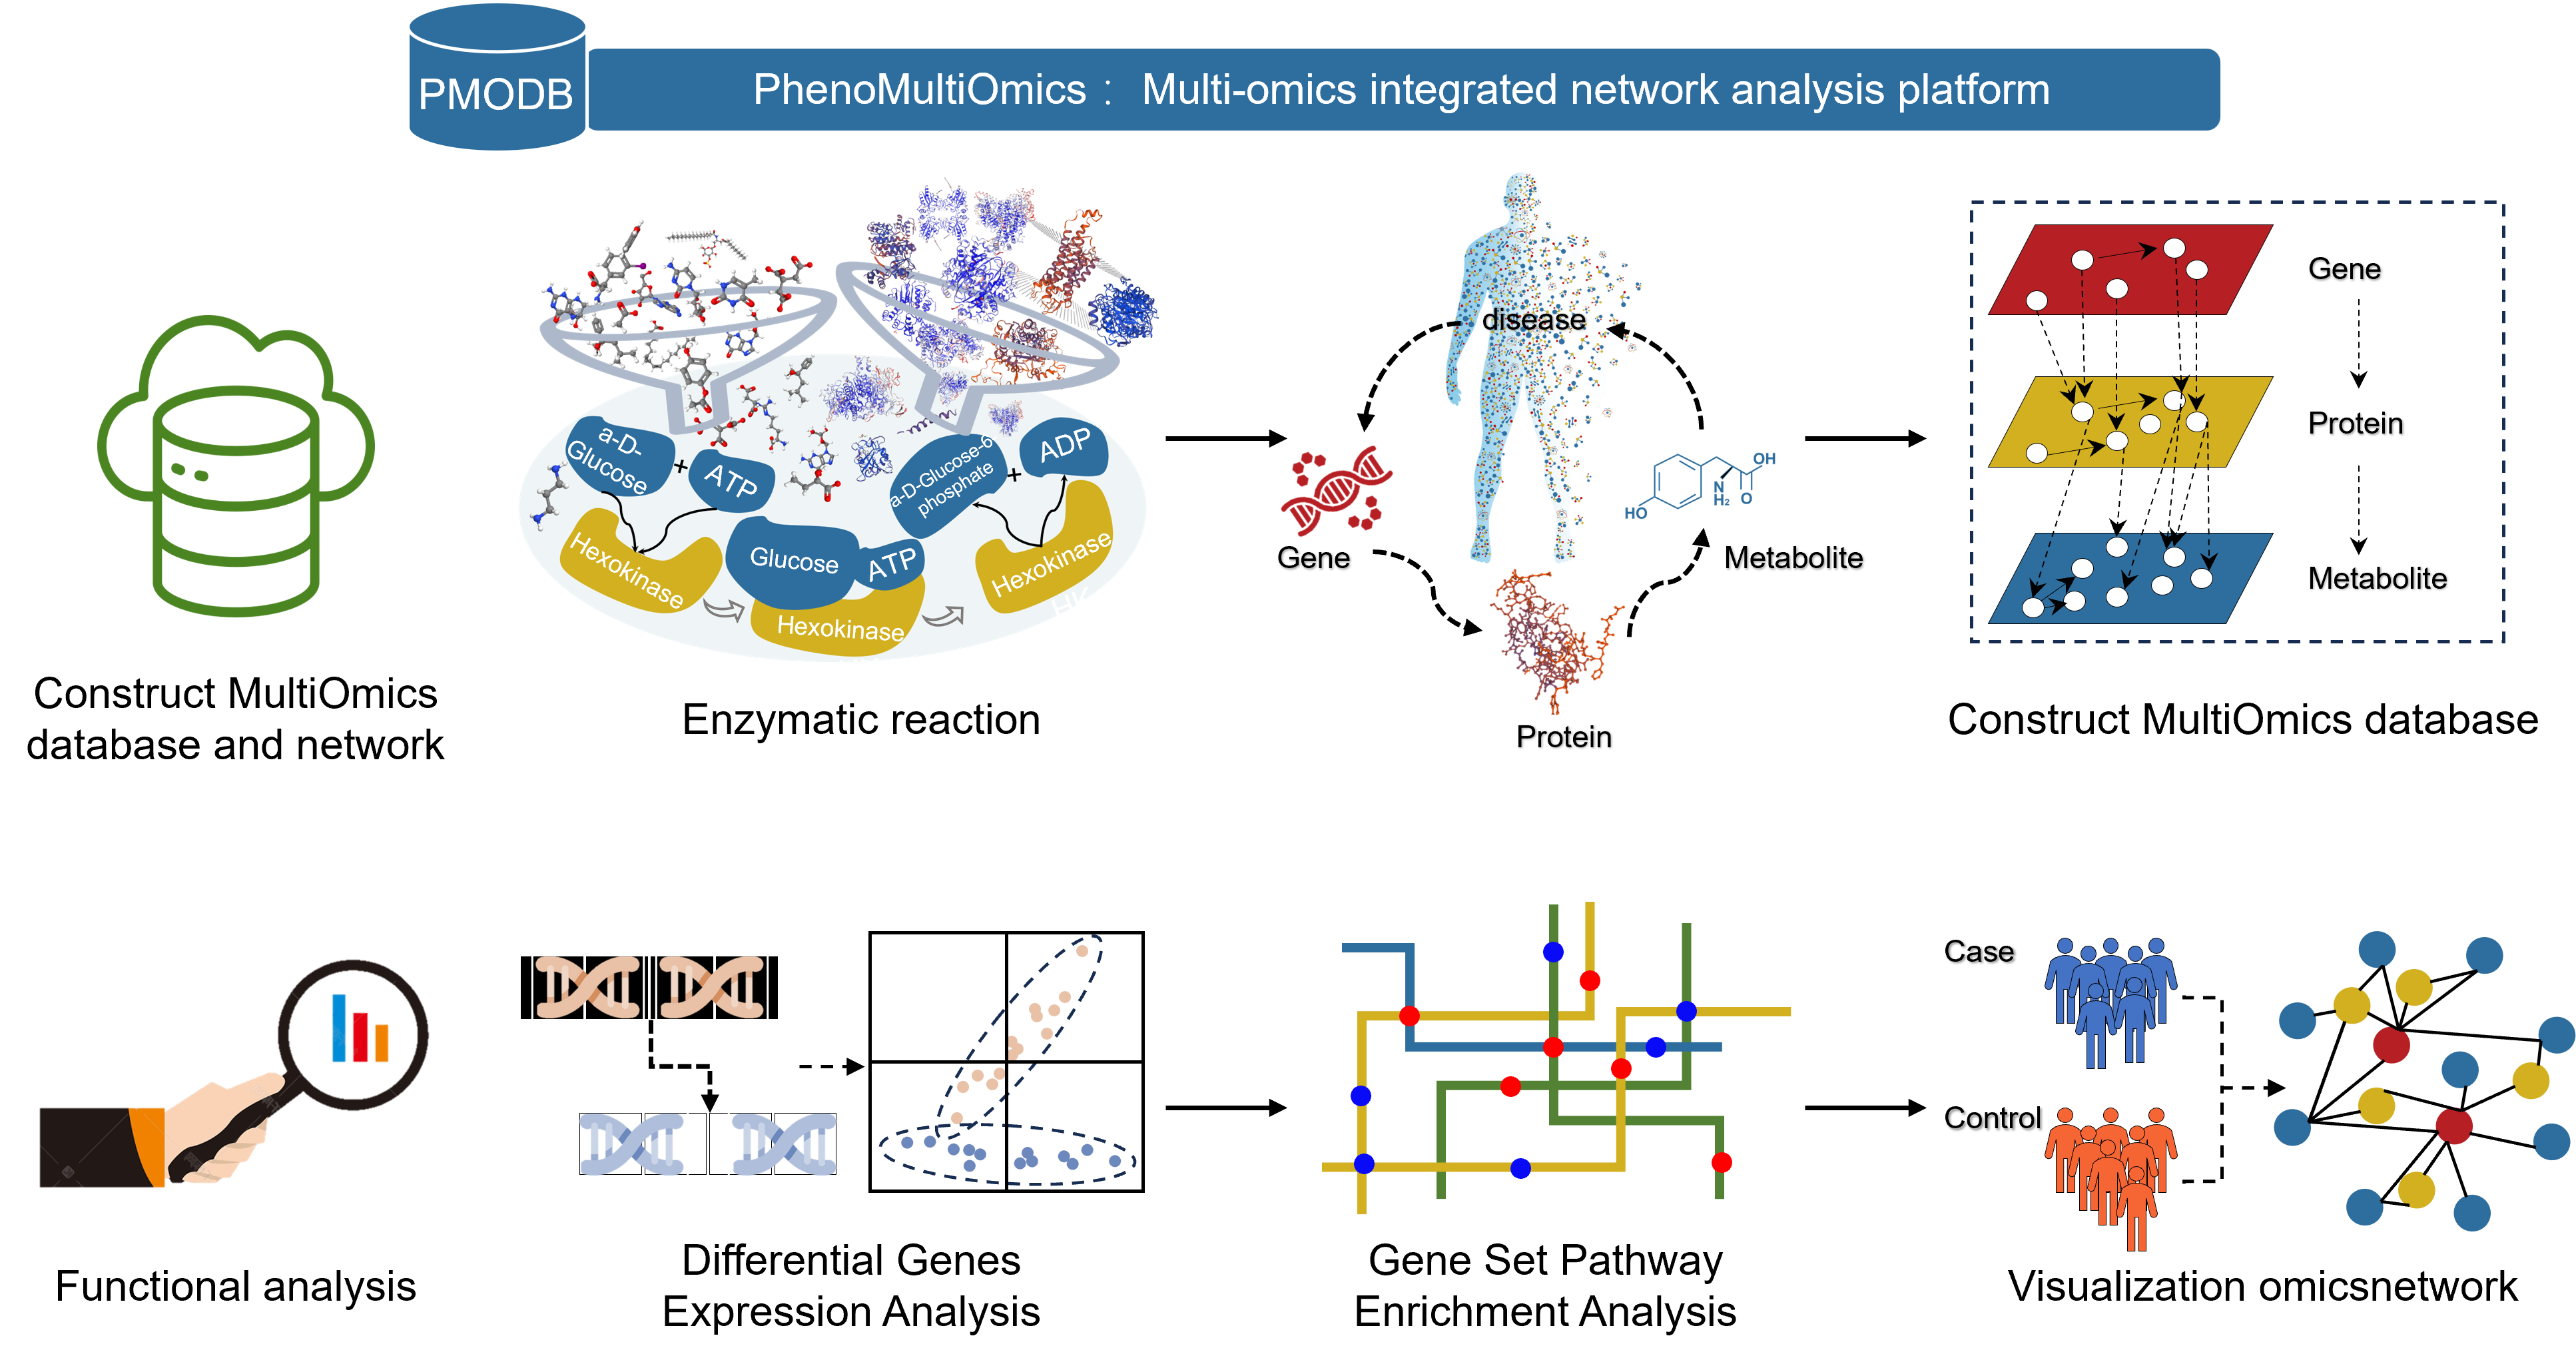 PMODB
PhenoMultiOmics： Multi-omics integrated network analysis platform
a-D-
Glucose
+
ATP
Hexokinase
Glucose
ATP
Hexokinase
a-D-Glucose-6
phosphate
+
ADP
Hexokinase
HK
disease
Gene
Protein
Metabolite
HO
N
H₂
O
OH
Gene
Protein
Metabolite
Construct MultiOmics
database and network
Enzymatic reaction
Construct MultiOmics database
Functional analysis
Differential Genes
Expression Analysis
Gene Set Pathway
Enrichment Analysis
Case
Control
Visualization omicsnetwork